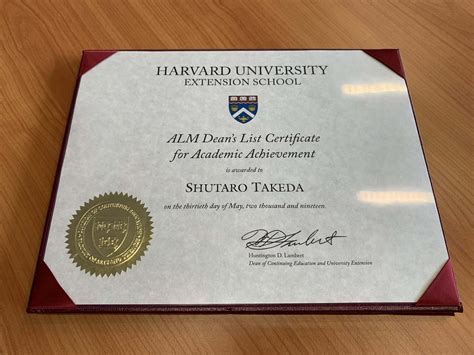 HARVARD UNIVERSITY
EXTENSION SCHOOL
ALM Dean's List Certificate
for Academic Achievement
is awarded to
SHUTARO TAKEDA
on the thirtieth day of May, two thousand and nineteen.
Huntington D. Lambert
Dean of Continuing Education and University Extension